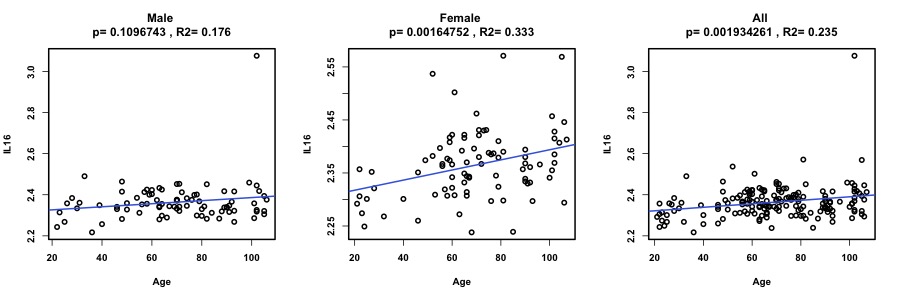 Male
p= 0.1096743 , R2= 0.176
IL16
3.0
2.8
2.6
2.4
2.2
20 40 60 80 100
Age
Female
p= 0.00164752 , R2= 0.333
IL16
2.55
2.45
2.35
2.25
20 40 60 80 100
Age
All
p= 0.001934261 , R2= 0.235
IL16
3.0
2.8
2.6
2.4
2.2
20 40 60 80 100
Age